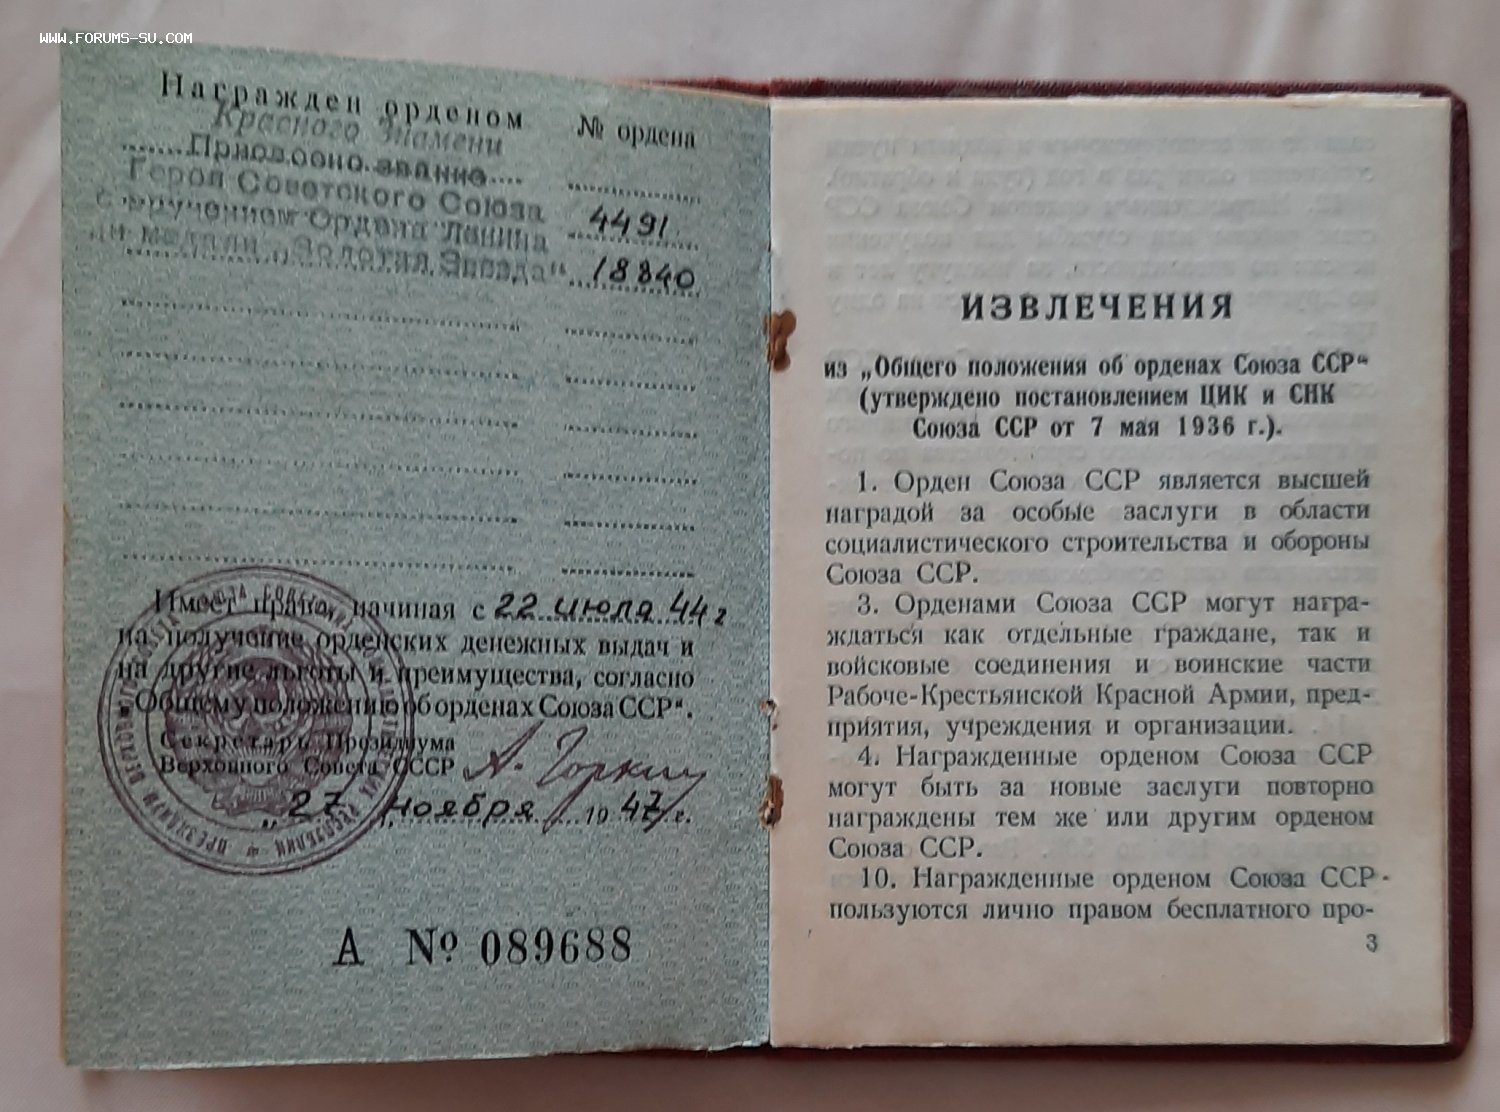 WWW.FORUMS-SU.COM
Награжден орденом № ордена
Красного Знамени
Присвоено звание
Героя Советского Союза
с вручением Ордена Ленина 4491
и медали „Золотая Звезда“ 18840
Имеет право, начиная с 22 июля 44 г
на получение орденских денежных выдач и
на другие льготы и преимущества, согласно
„Общему положению об орденах Союза ССР“.
Секретарь Президиума
Верховного Совета СССР А. Горкин
„27 ноября 1947 г.
А № 089688
ИЗВЛЕЧЕНИЯ
из „Общего положения об орденах Союза ССР“
(утверждено постановлением ЦИК и СНК
Союза ССР от 7 мая 1936 г.).
1. Орден Союза ССР является высшей
наградой за особые заслуги в области
социалистического строительства и обороны
Союза ССР.
3. Орденами Союза ССР могут награ-
ждаться как отдельные граждане, так и
войсковые соединения и воинские части
Рабоче-Крестьянской Красной Армии, пред-
приятия, учреждения и организации.
4. Награжденные орденом Союза ССР
могут быть за новые заслуги повторно
награждены тем же или другим орденом
Союза ССР.
10. Награжденные орденом Союза ССР
пользуются лично правом бесплатного про-
3